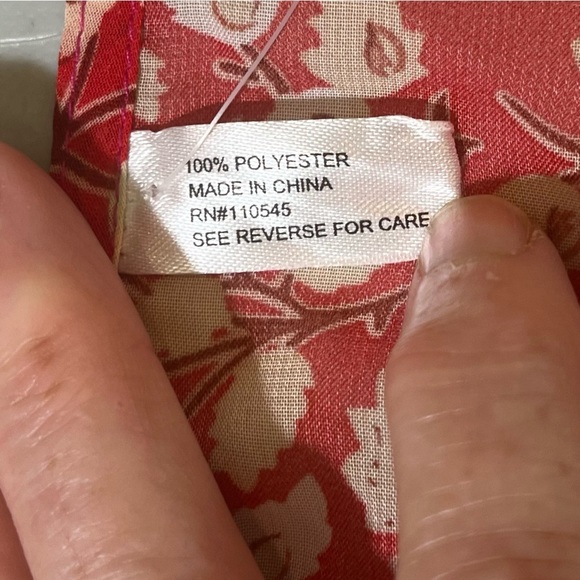 100% POLYESTER
MADE IN CHINA
RN#110545
SEE REVERSE FOR CARE